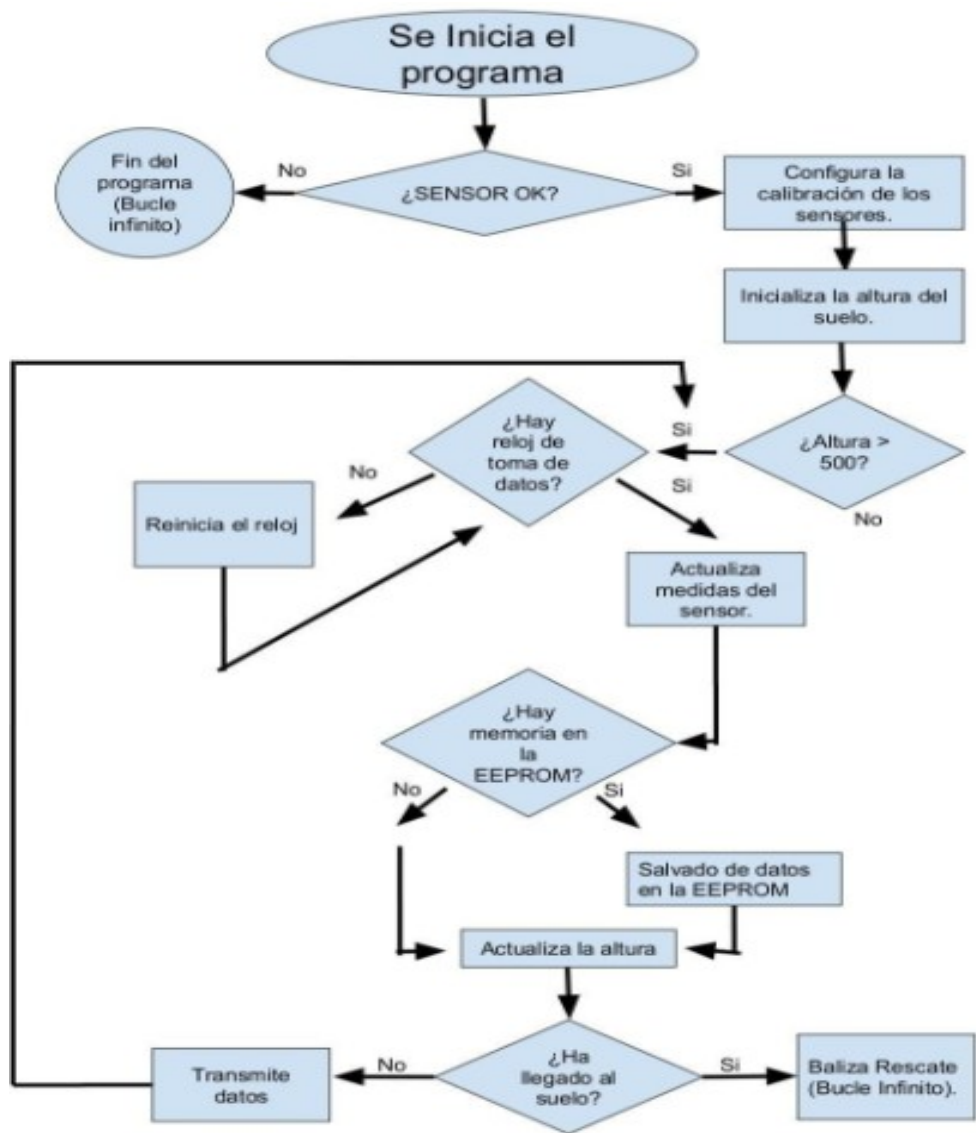 Se Inicia el
programa
Fin del
programa
(Bucle
infinito)
No
¿SENSOR OK?
Si
Configura la
calibración de los
sensores.
Inicializa la altura del
suelo.
¿Altura >
500?
No
Si
¿Hay
reloj de
toma de
datos?
No
Reinicia el reloj
Si
Actualiza
medidas del
sensor.
¿Hay
memoria en
la
EEPROM?
No
Si
Salvado de datos
en la EEPROM
Actualiza la altura
¿Ha
llegado al
suelo?
No
Transmite
datos
Si
Baliza Rescate
(Bucle Infinito).